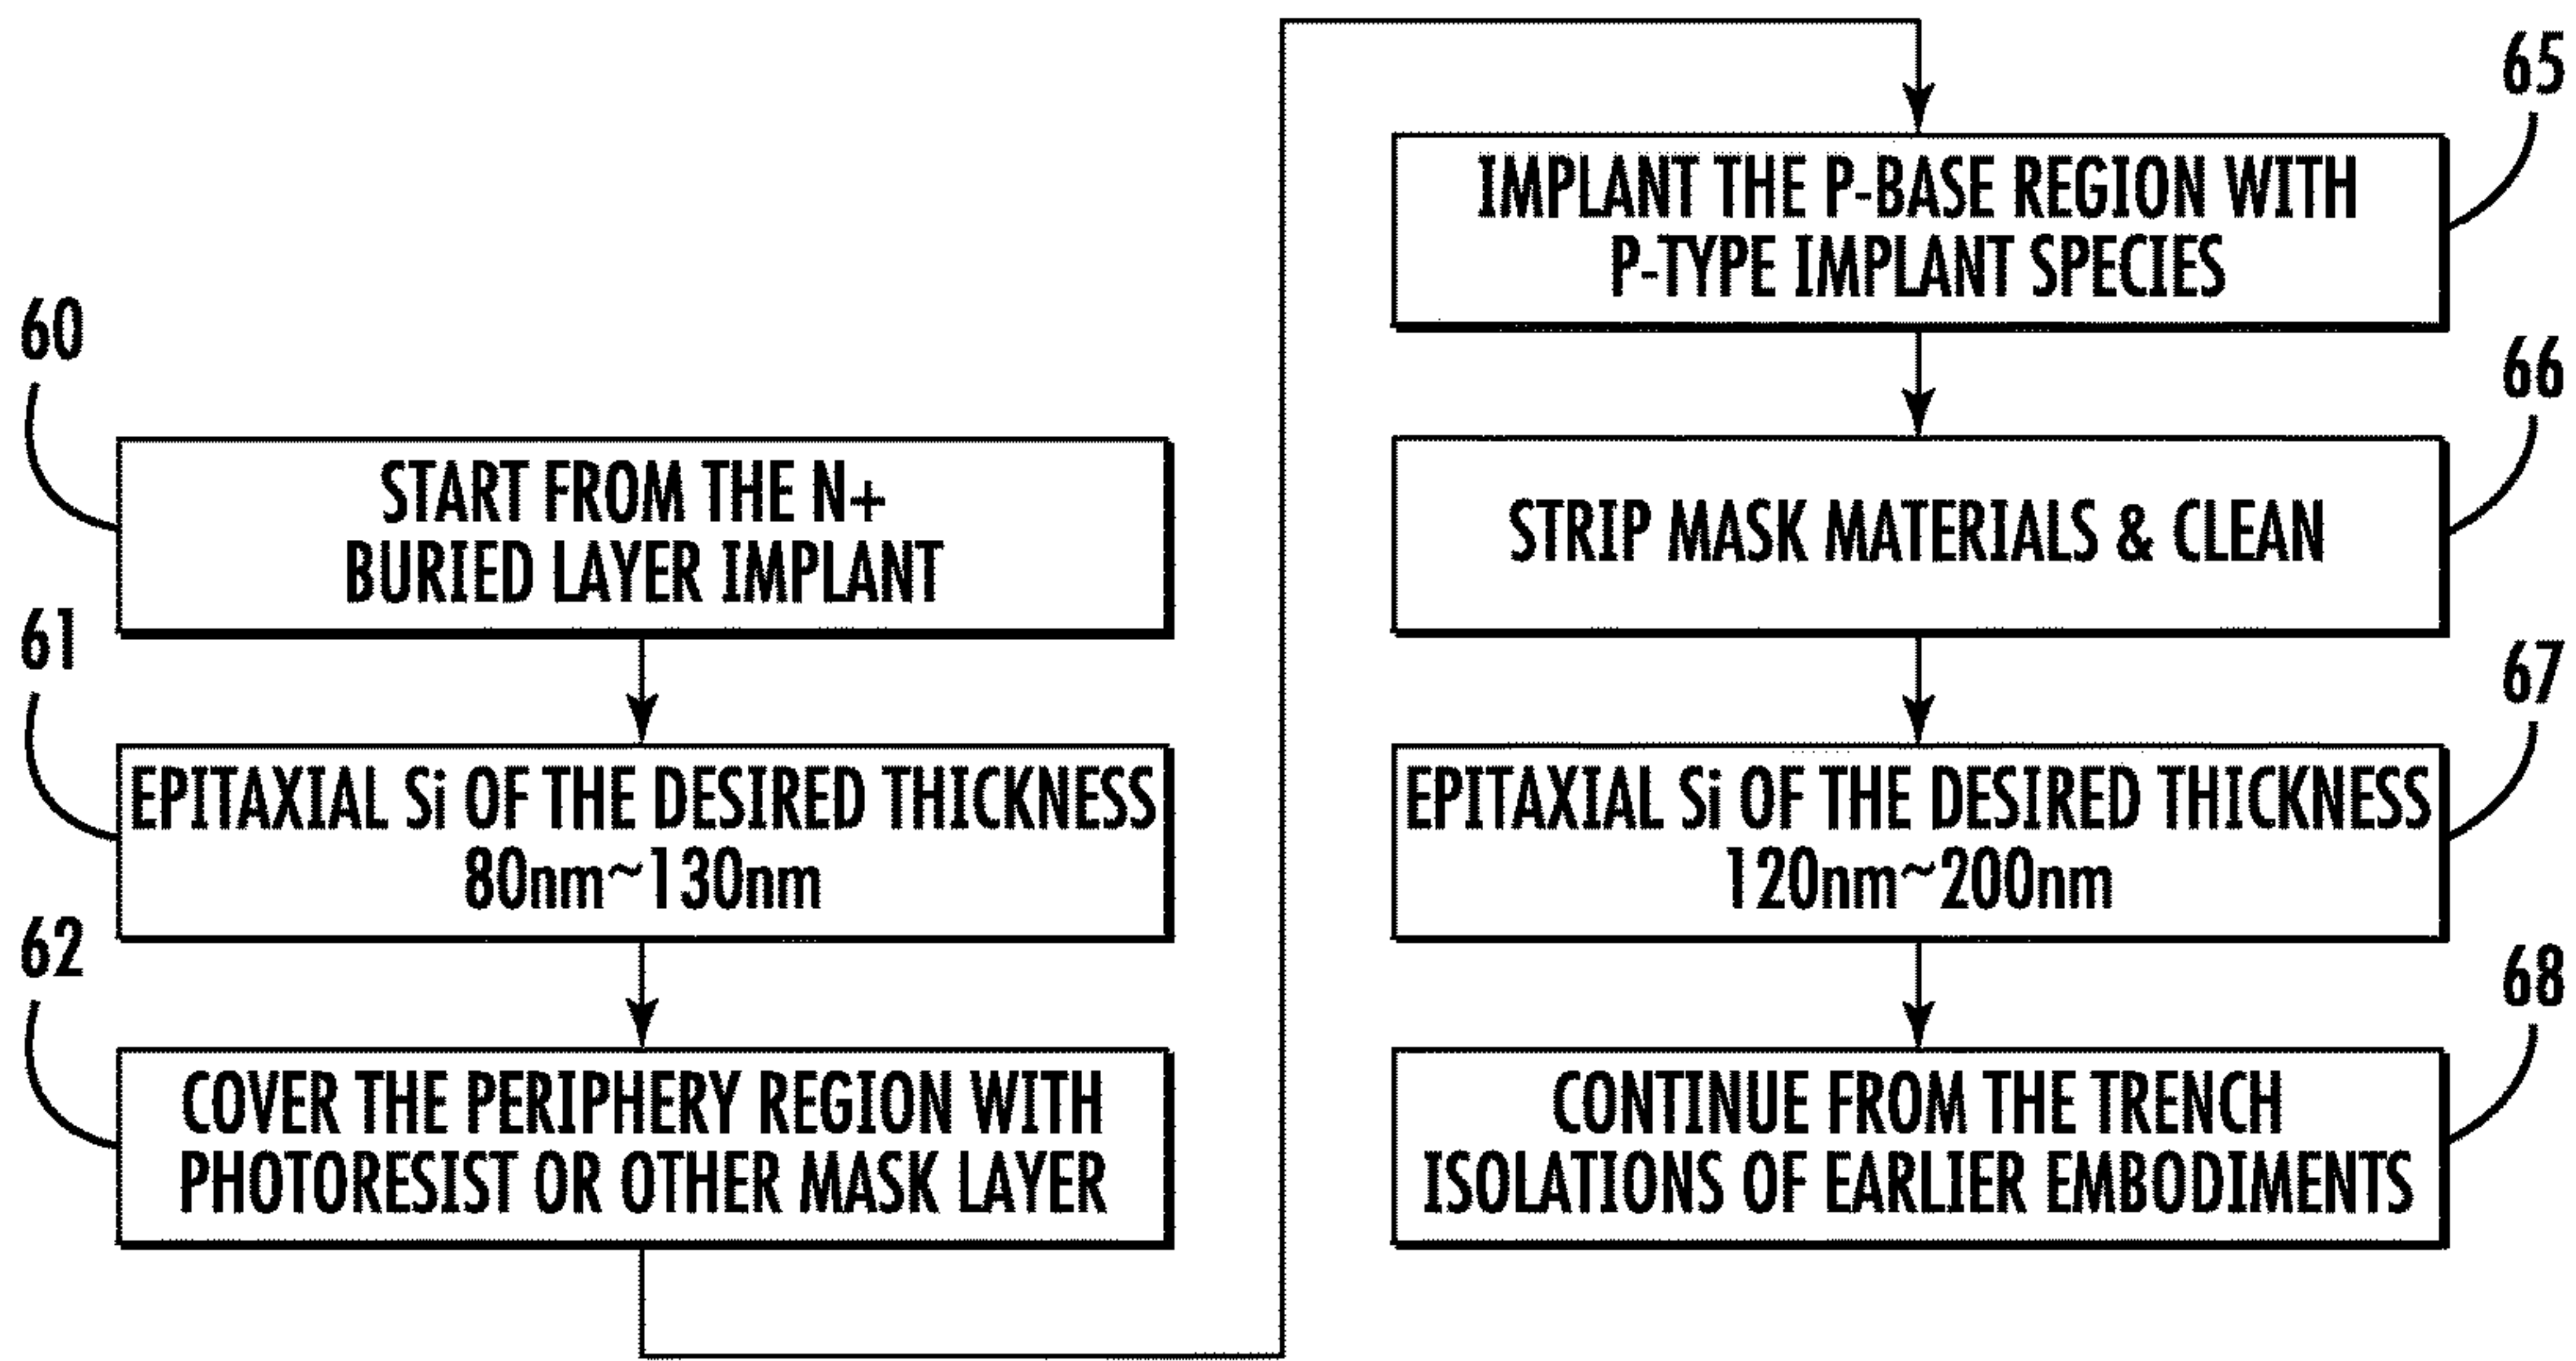 60
START FROM THE N+
BURIED LAYER IMPLANT
61
EPITAXIAL Si OF THE DESIRED THICKNESS
80nm~130nm
62
COVER THE PERIPHERY REGION WITH
PHOTORESIST OR OTHER MASK LAYER
65
IMPLANT THE P-BASE REGION WITH
P-TYPE IMPLANT SPECIES
66
STRIP MASK MATERIALS & CLEAN
67
EPITAXIAL Si OF THE DESIRED THICKNESS
120nm~200nm
68
CONTINUE FROM THE TRENCH
ISOLATIONS OF EARLIER EMBODIMENTS